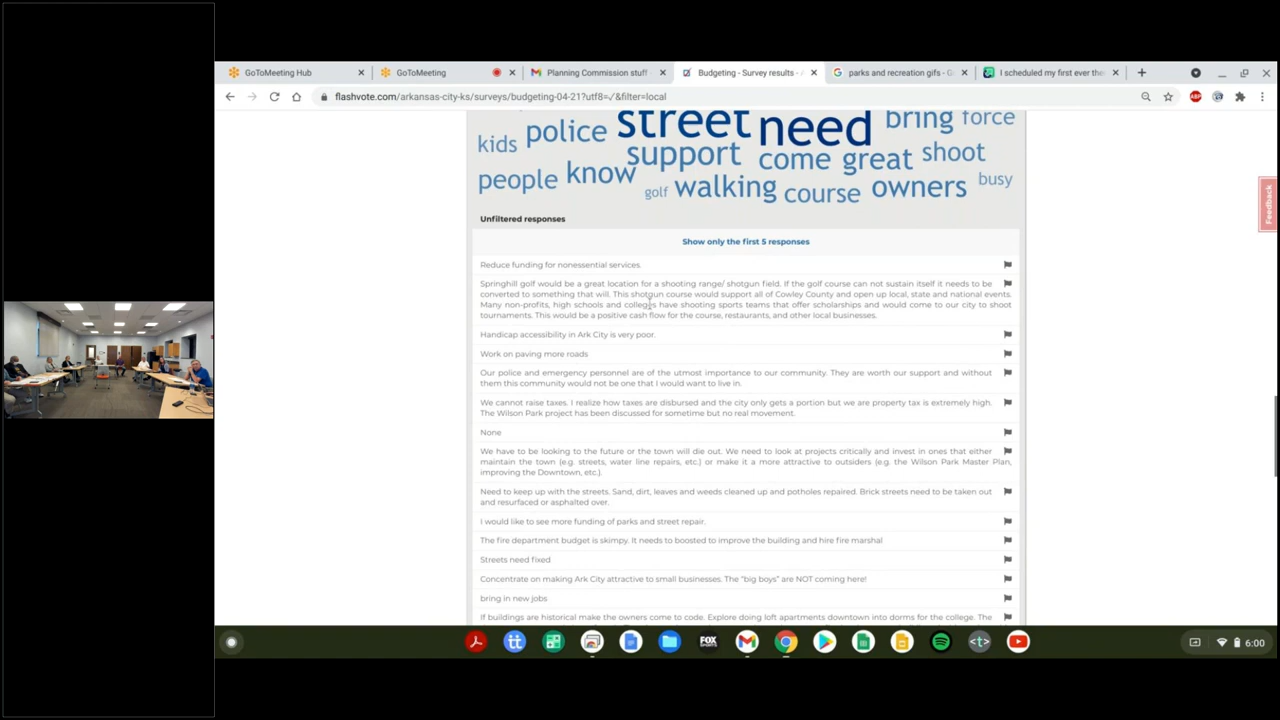 GoToMeeting Hub
GoToMeeting
Planning Commission stuff
Budgeting - Survey results -
parks and recreation gifs - G
I scheduled my first ever the
flashvote.com/arkansas-city-ks/surveys/budgeting-04-21?utf8=✓&filter=local
street need bring force
kids police
support come great shoot
people know
golf walking course owners busy
Feedback
Unfiltered responses
Show only the first 5 responses
Reduce funding for nonessential services.
Springhill golf would be a great location for a shooting range/ shotgun field. If the golf course can not sustain itself it needs to be
converted to something that will. This shotgun course would support all of Cowley County and open up local, state and national events.
Many non-profits, high schools and colleges have shooting sports teams that offer scholarships and would come to our city to shoot
tournaments. This would be a positive cash flow for the course, restaurants, and other local businesses.
Handicap accessibility in Ark City is very poor.
Work on paving more roads
Our police and emergency personnel are of the utmost importance to our community. They are worth our support and without
them this community would not be one that I would want to live in.
We cannot raise taxes. I realize how taxes are disbursed and the city only gets a portion but we are property tax is extremely high.
The Wilson Park project has been discussed for sometime but no real movement.
None
We have to be looking to the future or the town will die out. We need to look at projects critically and invest in ones that either
maintain the town (e.g. streets, water line repairs, etc.) or make it a more attractive to outsiders (e.g. the Wilson Park Master Plan,
improving the Downtown, etc.).
Need to keep up with the streets. Sand, dirt, leaves and weeds cleaned up and potholes repaired. Brick streets need to be taken out
and resurfaced or asphalted over.
I would like to see more funding of parks and street repair.
The fire department budget is skimpy. It needs to boosted to improve the building and hire fire marshal
Streets need fixed
Concentrate on making Ark City attractive to small businesses. The "big boys" are NOT coming here!
bring in new jobs
If buildings are historical make the owners come to code. Explore doing loft apartments downtown into dorms for the college. The
FOX
SPORTS
<t>
6:00